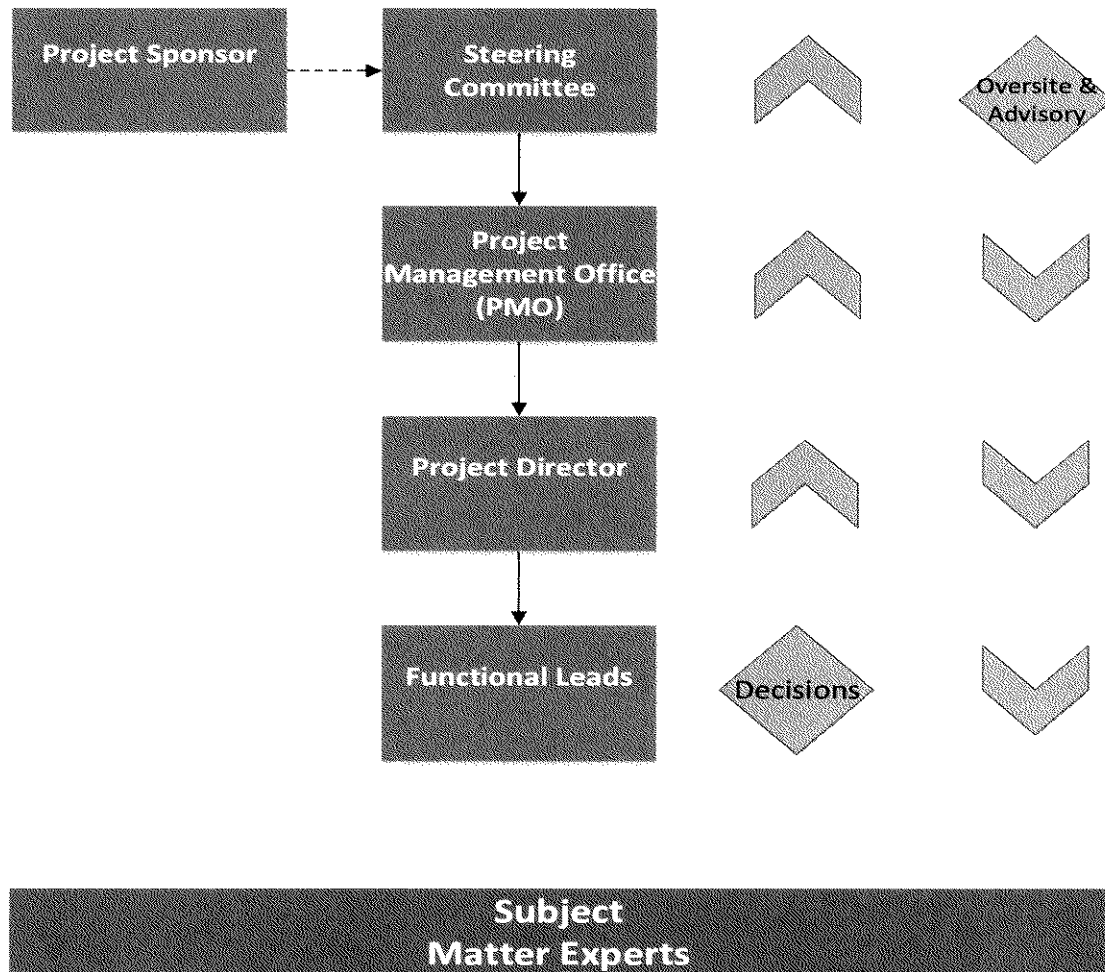 Project Sponsor
Steering
Committee
Oversite &
Advisory
Project
Management Office
(PMO)
Project Director
Functional Leads
Decisions
Subject
Matter Experts